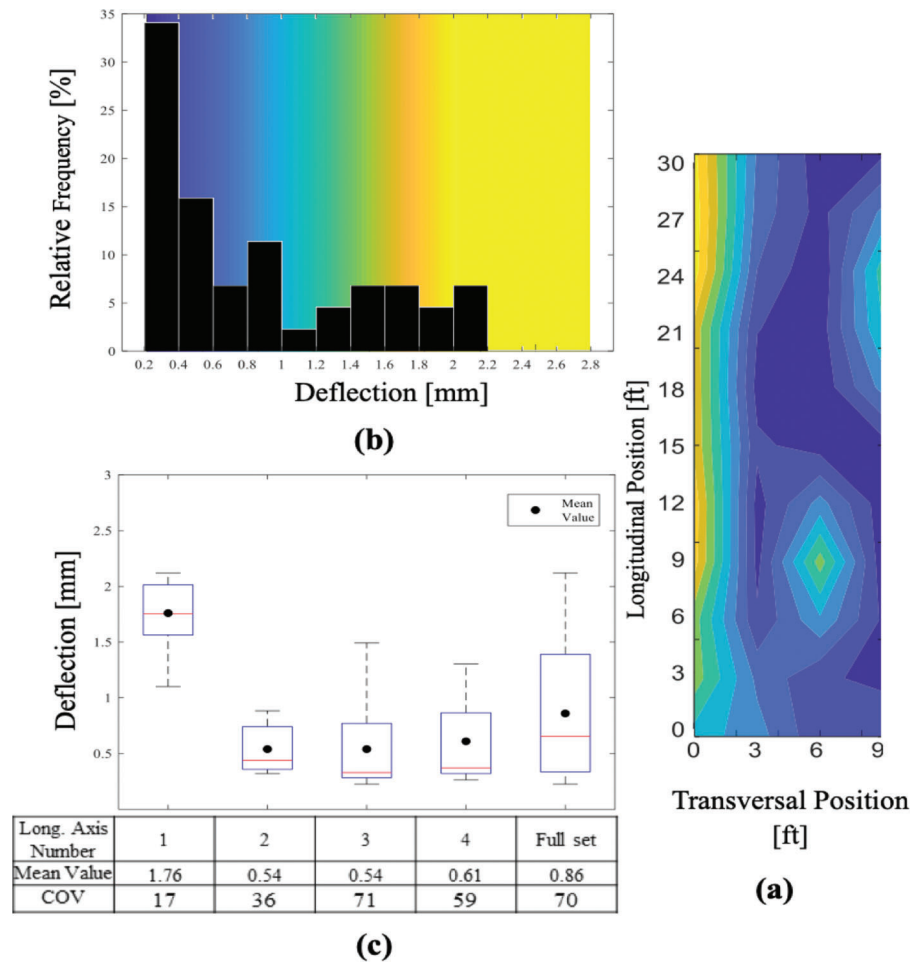 35
30
25
20
15
10
5
0
Relative Frequency [%]
0.2 0.4 0.6 0.8 1 1.2 1.4 1.6 1.8 2 2.2 2.4 2.6 2.8
Deflection [mm]
(b)
3
2.5
2
1.5
1
0.5
Deflection [mm]
Mean
Value
Long. Axis
Number 1 2 3 4 Full set
Mean Value 1.76 0.54 0.54 0.61 0.86
COV 17 36 71 59 70
(c)
30
27
24
21
18
15
12
9
6
3
0
Longitudinal Position [ft]
0 3 6 9
Transversal Position
[ft]
(a)